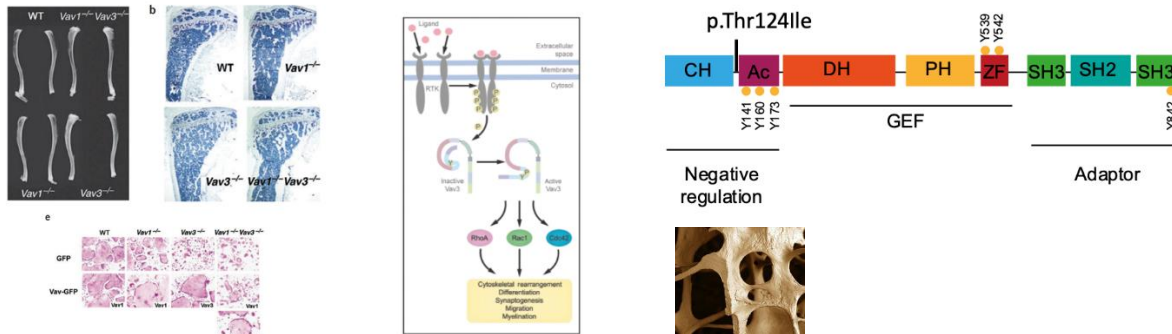 WT Vav1⁻/⁻ Vav3⁻/⁻
Vav1⁻/⁻ Vav3⁻/⁻
b
WT
Vav1⁻/⁻
Vav3⁻/⁻
Vav1⁻/⁻ Vav3⁻/⁻
e
WT Vav1⁻/⁻ Vav3⁻/⁻ Vav1⁻/⁻ Vav3⁻/⁻
GFP
Vav-GFP
Vav1 Vav1 Vav3 Vav1
Ligand
Extracellular
space
Membrane
Cytosol
RTK
P
Inactive
Vav3
Active
Vav3
RhoA Rac1 Cdc42
Cytoskeletal rearrangement
Differentiation
Synaptogenesis
Migration
Myelination
p.Thr124Ile
Y539 Y542
CH Ac DH PH ZF SH3 SH2 SH3
Y141 Y160 Y173
GEF
Negative
regulation
Adaptor